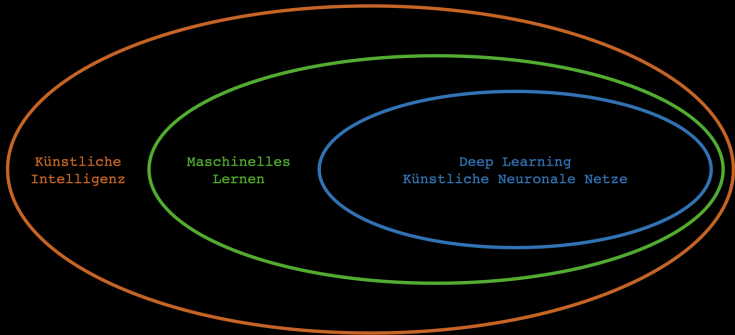 Künstliche
Intelligenz
Maschinelles
Lernen
Deep Learning
Künstliche Neuronale Netze